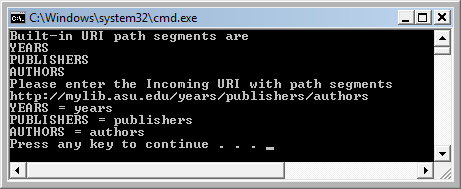 C:\Windows\system32\cmd.exe
Built-in URI path segments are
YEARS
PUBLISHERS
AUTHORS
Please enter the Incoming URI with path segments
http://mylib.asu.edu/years/publishers/authors
YEARS = years
PUBLISHERS = publishers
AUTHORS = authors
Press any key to continue . . . _